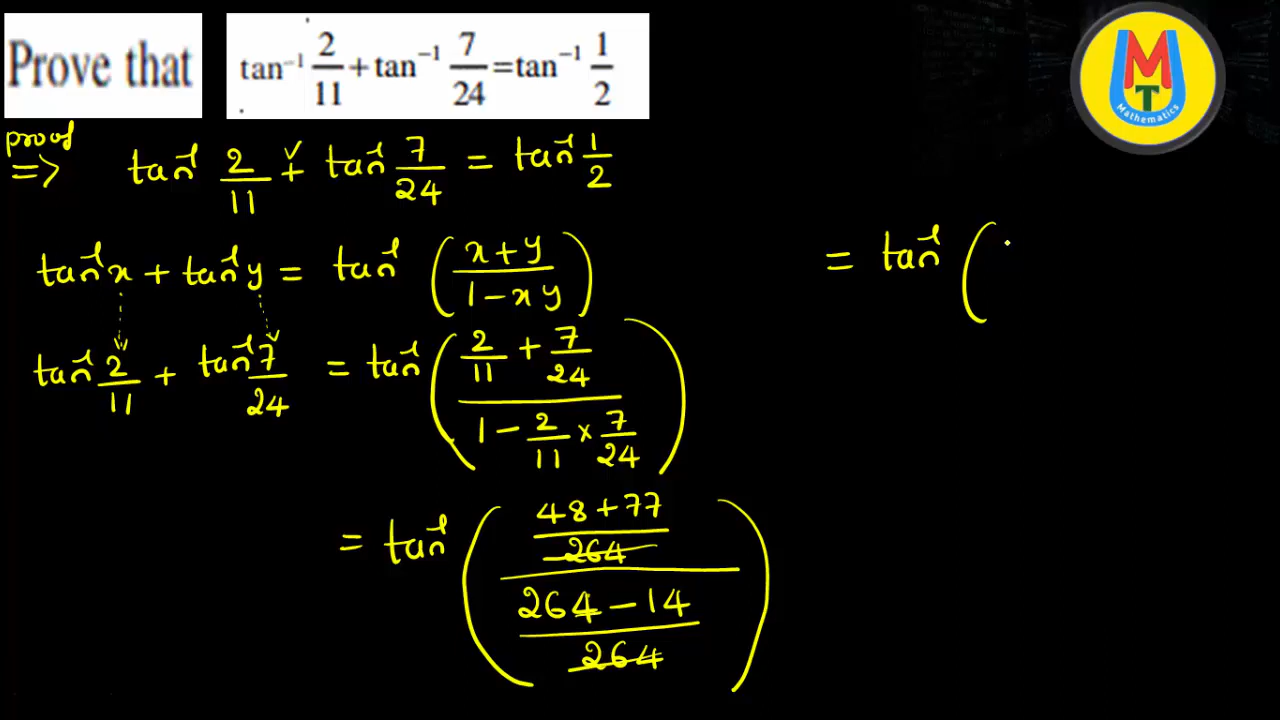 Prove that tan⁻¹ 2/11 + tan⁻¹ 7/24 = tan⁻¹ 1/2
MT
Mathematics
proof
=> tan⁻¹ 2/11 + tan⁻¹ 7/24 = tan⁻¹ 1/2
tan⁻¹x + tan⁻¹y = tan⁻¹ ((x+y)/(1-xy))
tan⁻¹ 2/11 + tan⁻¹ 7/24 = tan⁻¹ ((2/11 + 7/24)/(1 - 2/11 × 7/24))
= tan⁻¹ (((48+77)/264)/((264-14)/264))
= tan⁻¹ (